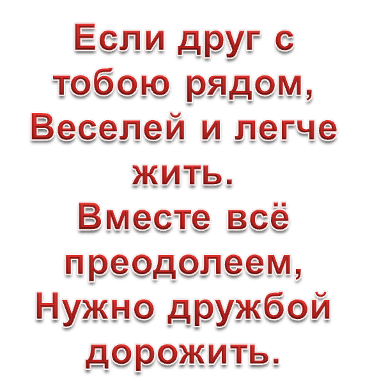 Если друг с
тобою рядом,
Веселей и легче
жить.
Вместе всё
преодолеем,
Нужно дружбой
дорожить.